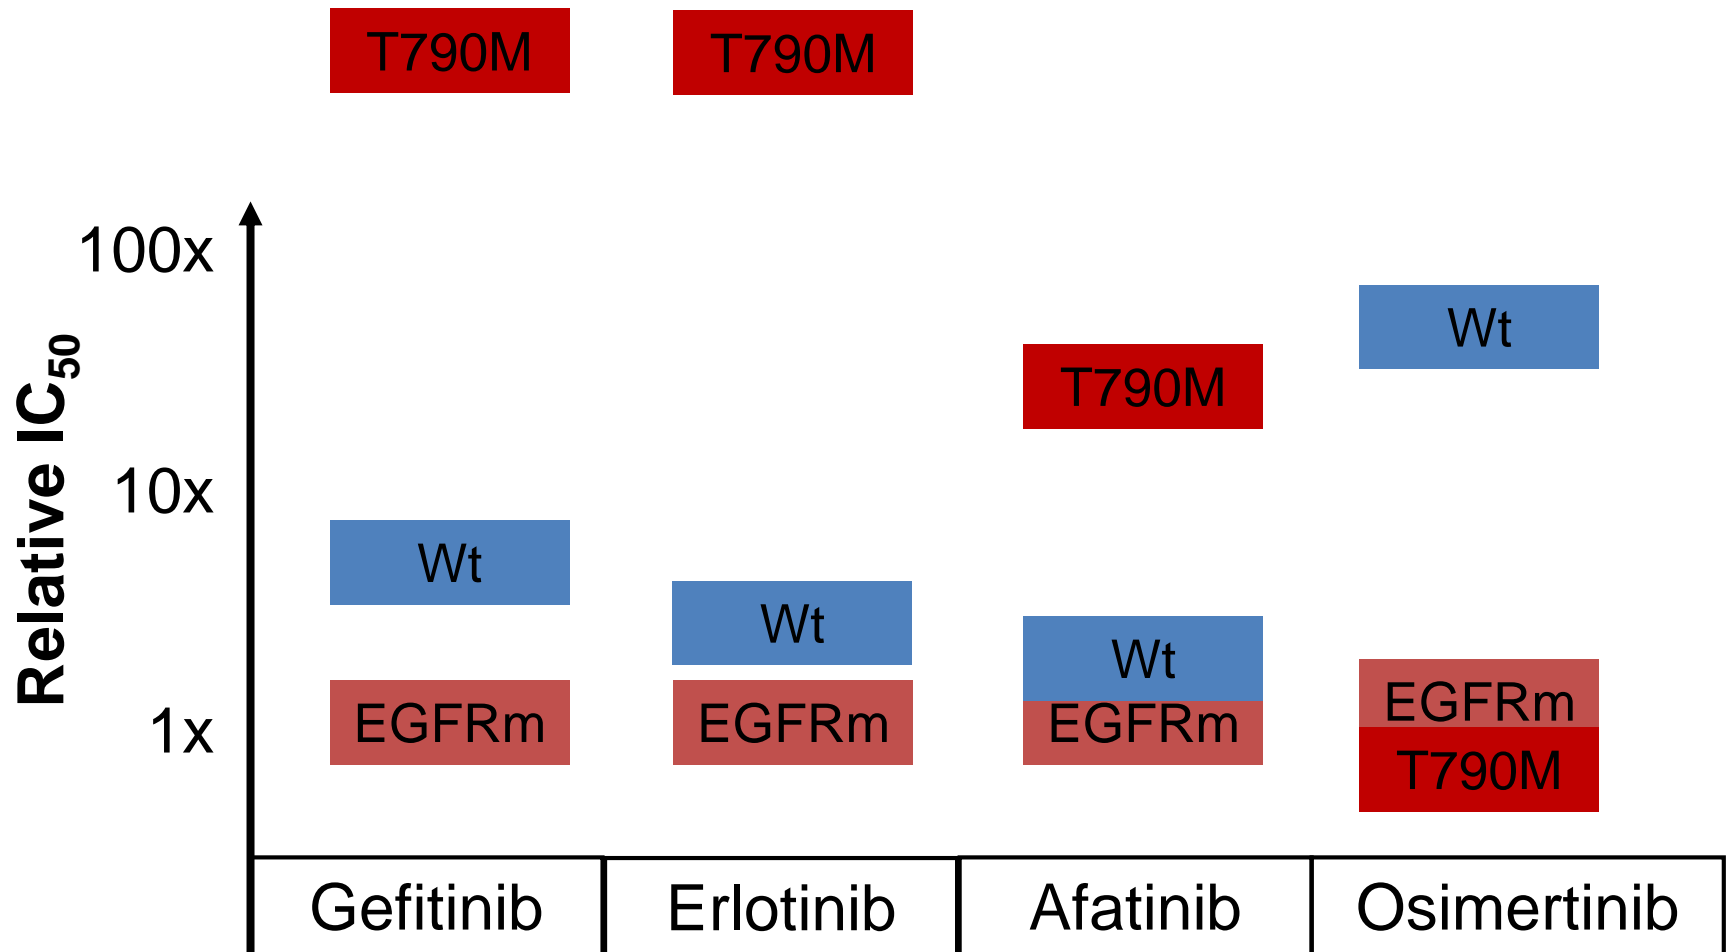 T790M
T790M
100x
Wt
T790M
Relative IC50
10x
Wt
Wt
Wt
EGFRm
EGFRm
EGFRm
EGFRm
1x
T790M
Gefitinib
Erlotinib
Afatinib
Osimertinib